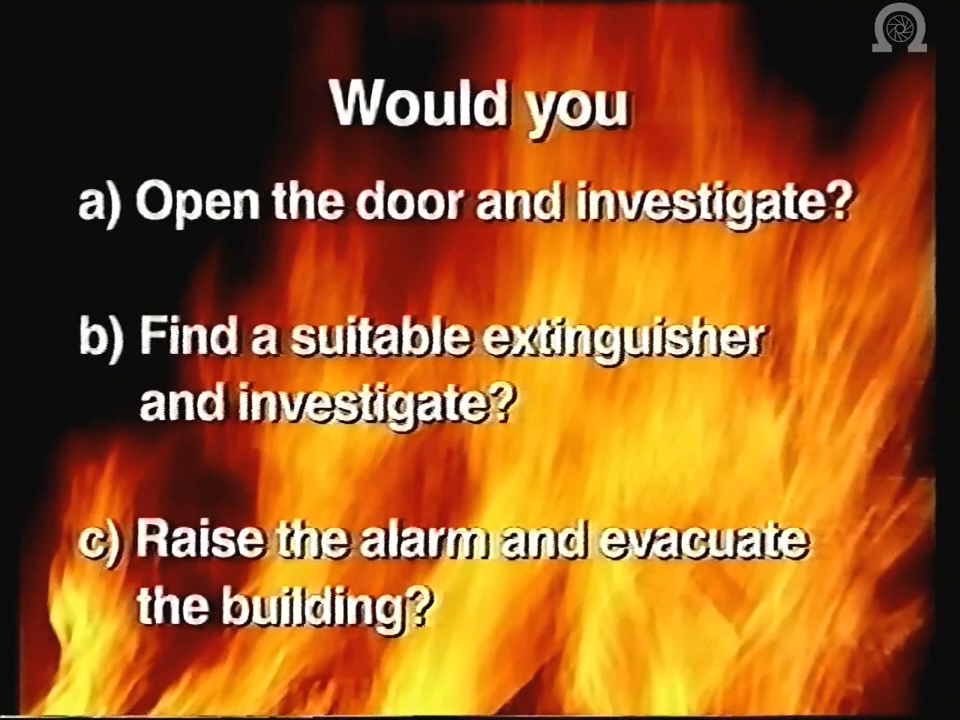 Would you
a) Open the door and investigate?
b) Find a suitable extinguisher
and investigate?
c) Raise the alarm and evacuate
the building?